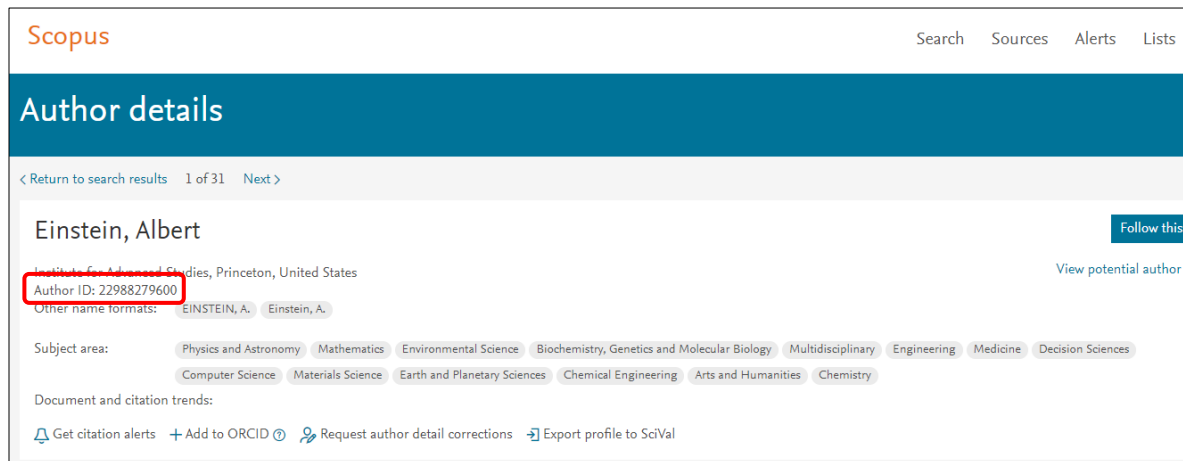 Scopus
Search Sources Alerts Lists
Author details
Return to search results 1 of 31 Next
Einstein, Albert
Follow this
Institute for Advanced Studies, Princeton, United States
View potential author
Author ID: 22988279600
Other name formats: EINSTEIN, A. Einstein, A.
Subject area: Physics and Astronomy Mathematics Environmental Science Biochemistry, Genetics and Molecular Biology Multidisciplinary Engineering Medicine Decision Sciences
Computer Science Materials Science Earth and Planetary Sciences Chemical Engineering Arts and Humanities Chemistry
Document and citation trends:
Get citation alerts Add to ORCID Request author detail corrections Export profile to SciVal